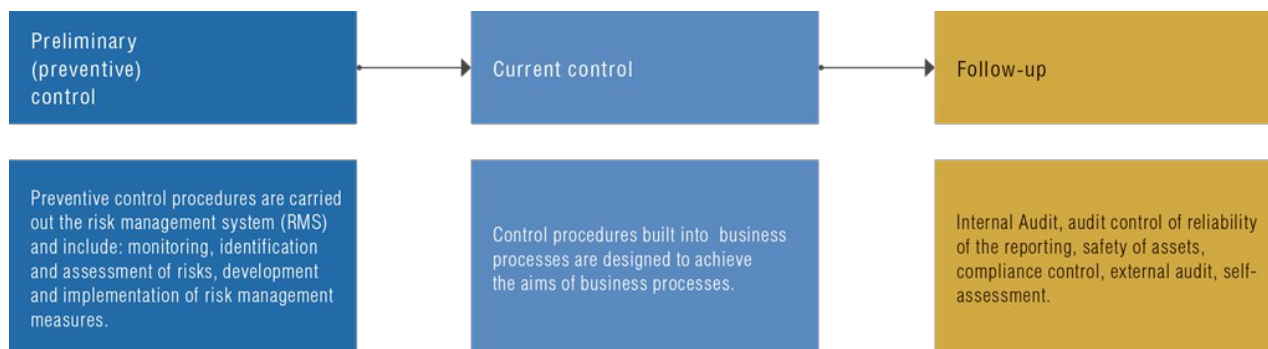 Preliminary
(preventive)
control
Current control
Follow-up
Preventive control procedures are carried
out the risk management system (RMS)
and include: monitoring, identification
and assessment of risks, development
and implementation of risk management
measures.
Control procedures built into business
processes are designed to achieve
the aims of business processes.
Internal Audit, audit control of reliability
of the reporting, safety of assets,
compliance control, external audit, self-
assessment.